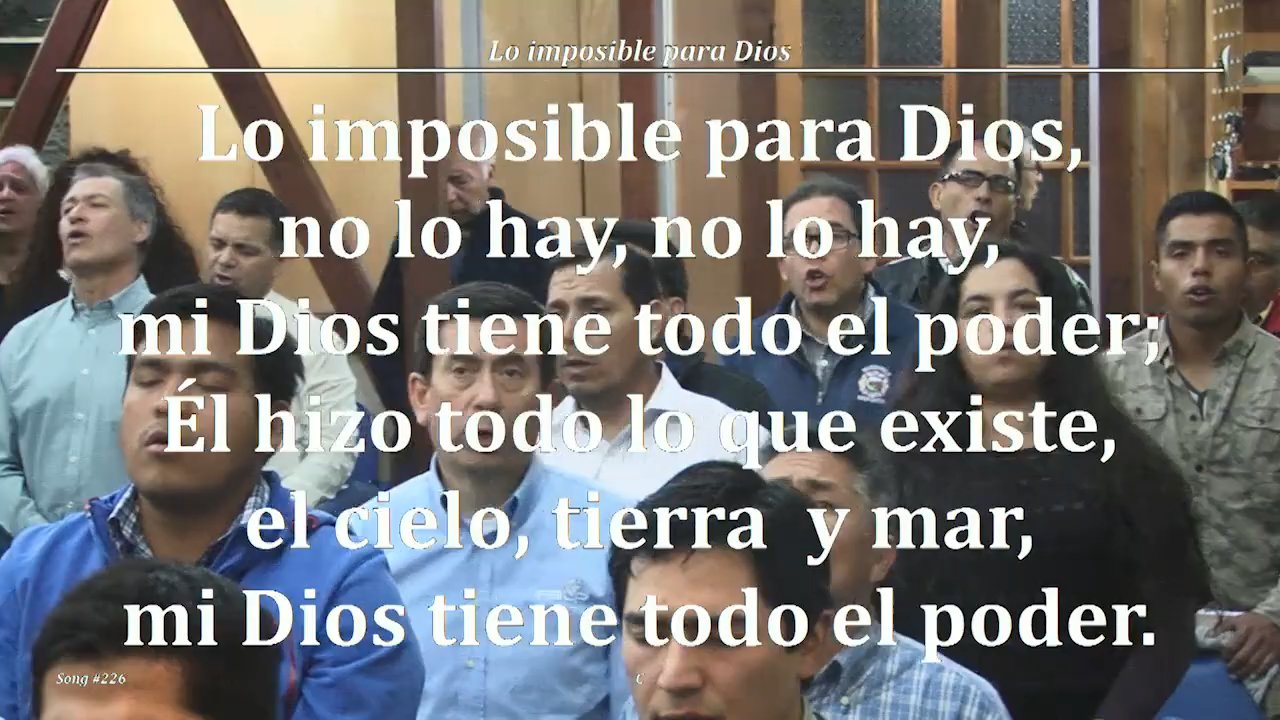 Lo imposible para Dios
Lo imposible para Dios,
no lo hay, no lo hay,
mi Dios tiene todo el poder;
Él hizo todo lo que existe,
el cielo, tierra y mar,
mi Dios tiene todo el poder.
Song #226
C